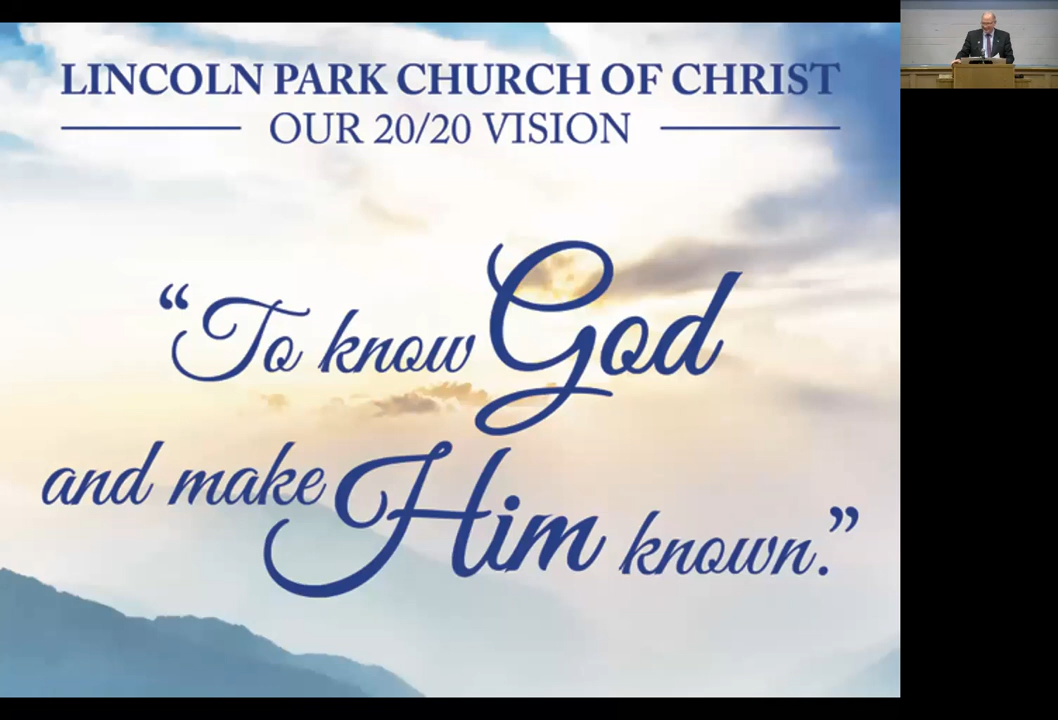 LINCOLN PARK CHURCH OF CHRIST
OUR 20/20 VISION
“To know God
and make Him known.”